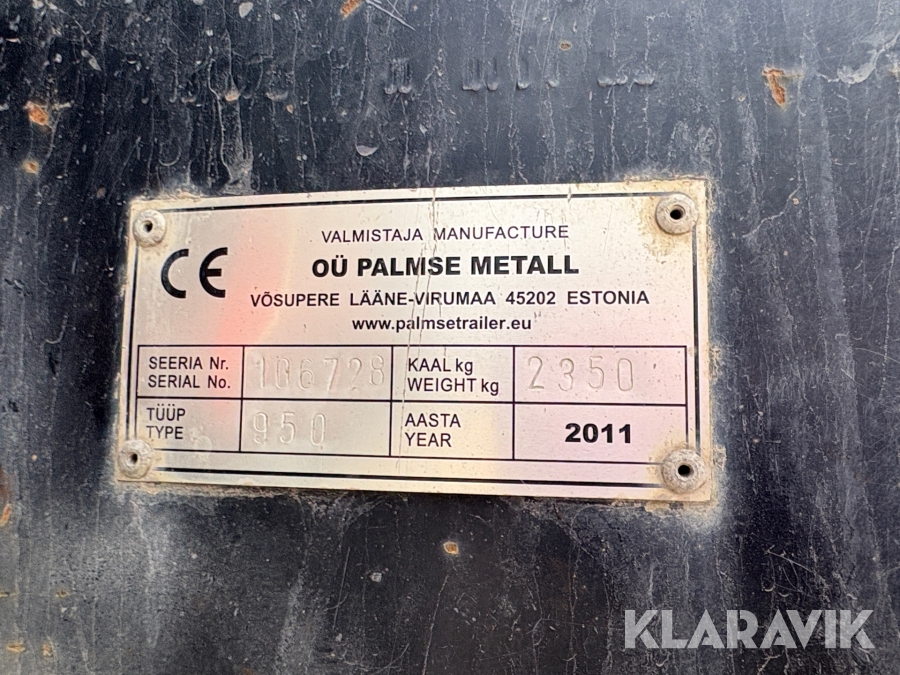 VALMISTAJA MANUFACTURE
CE
OÜ PALMSE METALL
VÕSUPERE LÄÄNE-VIRUMAA 45202 ESTONIA
www.palmsetrailer.eu
SEERIA Nr.
SERIAL No.
106728
KAAL kg
WEIGHT kg
2350
TÜÜP
TYPE
950
AASTA
YEAR
2011
KLARAVIK